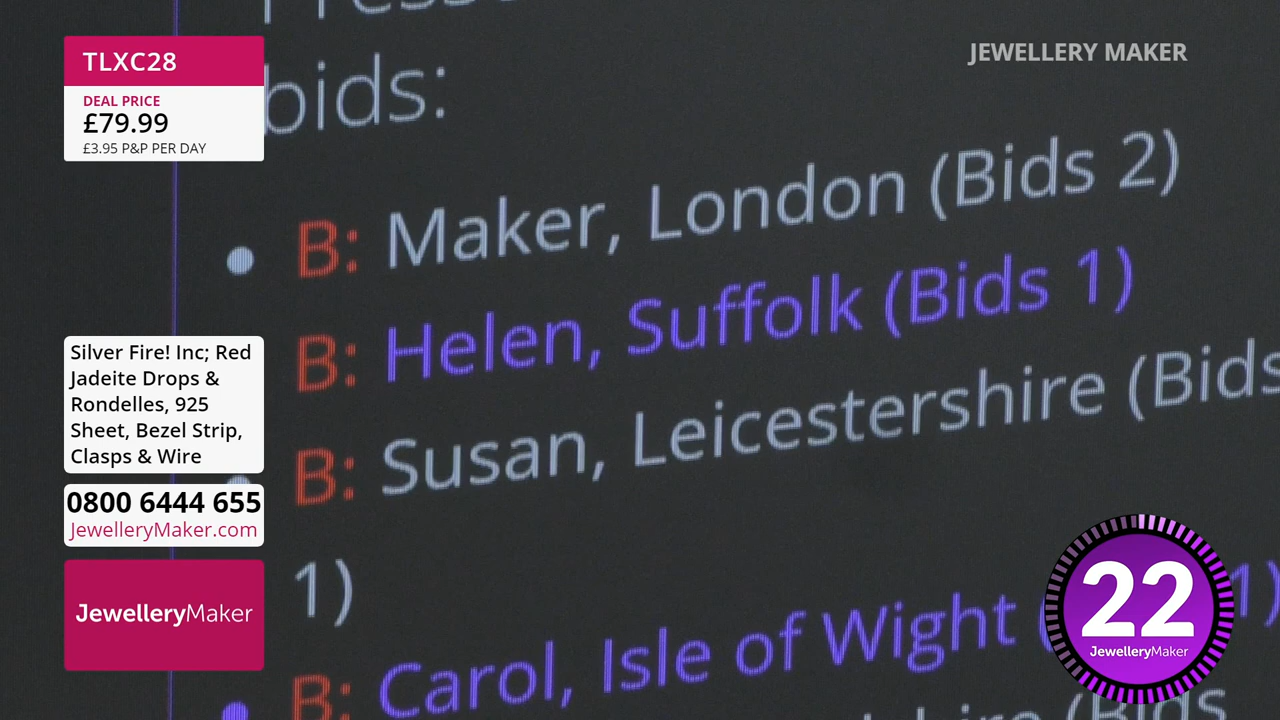 TLXC28
DEAL PRICE
£79.99
£3.95 P&P PER DAY
JEWELLERY MAKER
bids:
B: Maker, London (Bids 2)
B: Helen, Suffolk (Bids 1)
B: Susan, Leicestershire (Bids
1)
B: Carol, Isle of Wight
1)
Silver Fire! Inc; Red
Jadeite Drops &
Rondelles, 925
Sheet, Bezel Strip,
Clasps & Wire
0800 6444 655
JewelleryMaker.com
JewelleryMaker
22
JewelleryMaker